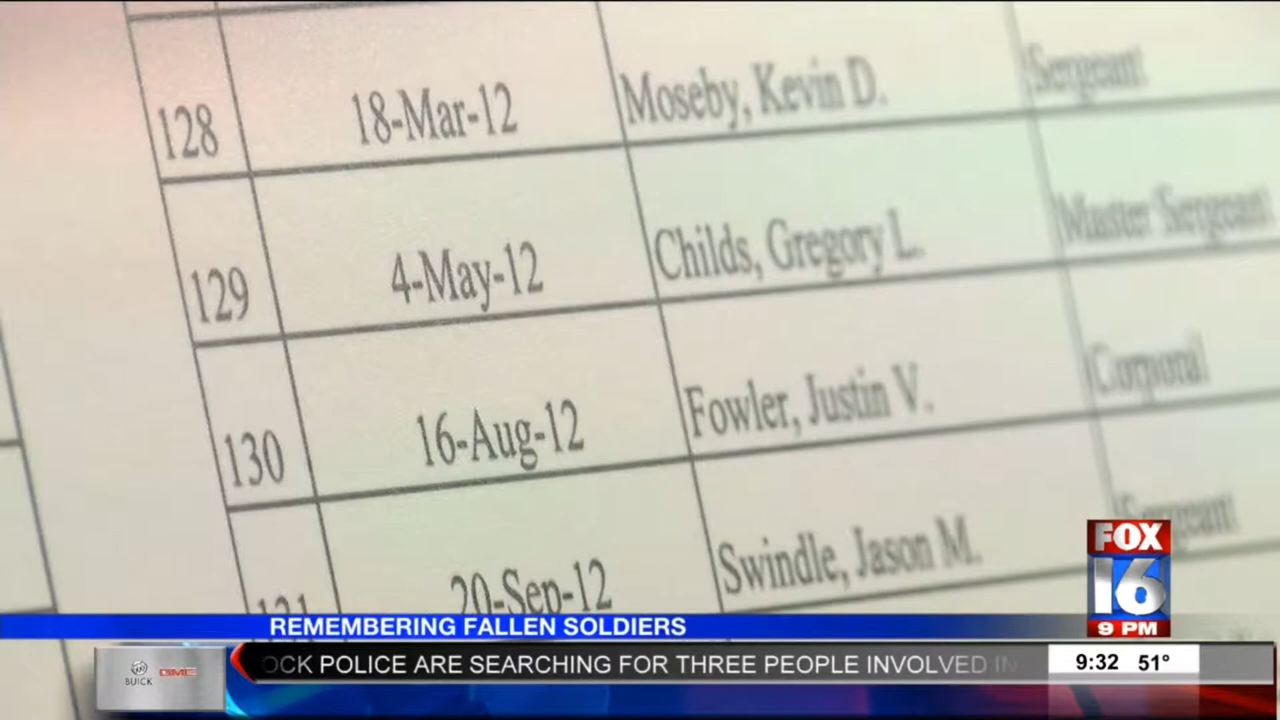 128 18-Mar-12 Moseby, Kevin D. Sergeant
129 4-May-12 Childs, Gregory L. Master Sergeant
130 16-Aug-12 Fowler, Justin V. Corporal
131 20-Sep-12 Swindle, Jason M. Sergeant
FOX
16
9 PM
REMEMBERING FALLEN SOLDIERS
OCK POLICE ARE SEARCHING FOR THREE PEOPLE INVOLVED IN
9:32 51°
BUICK GMC